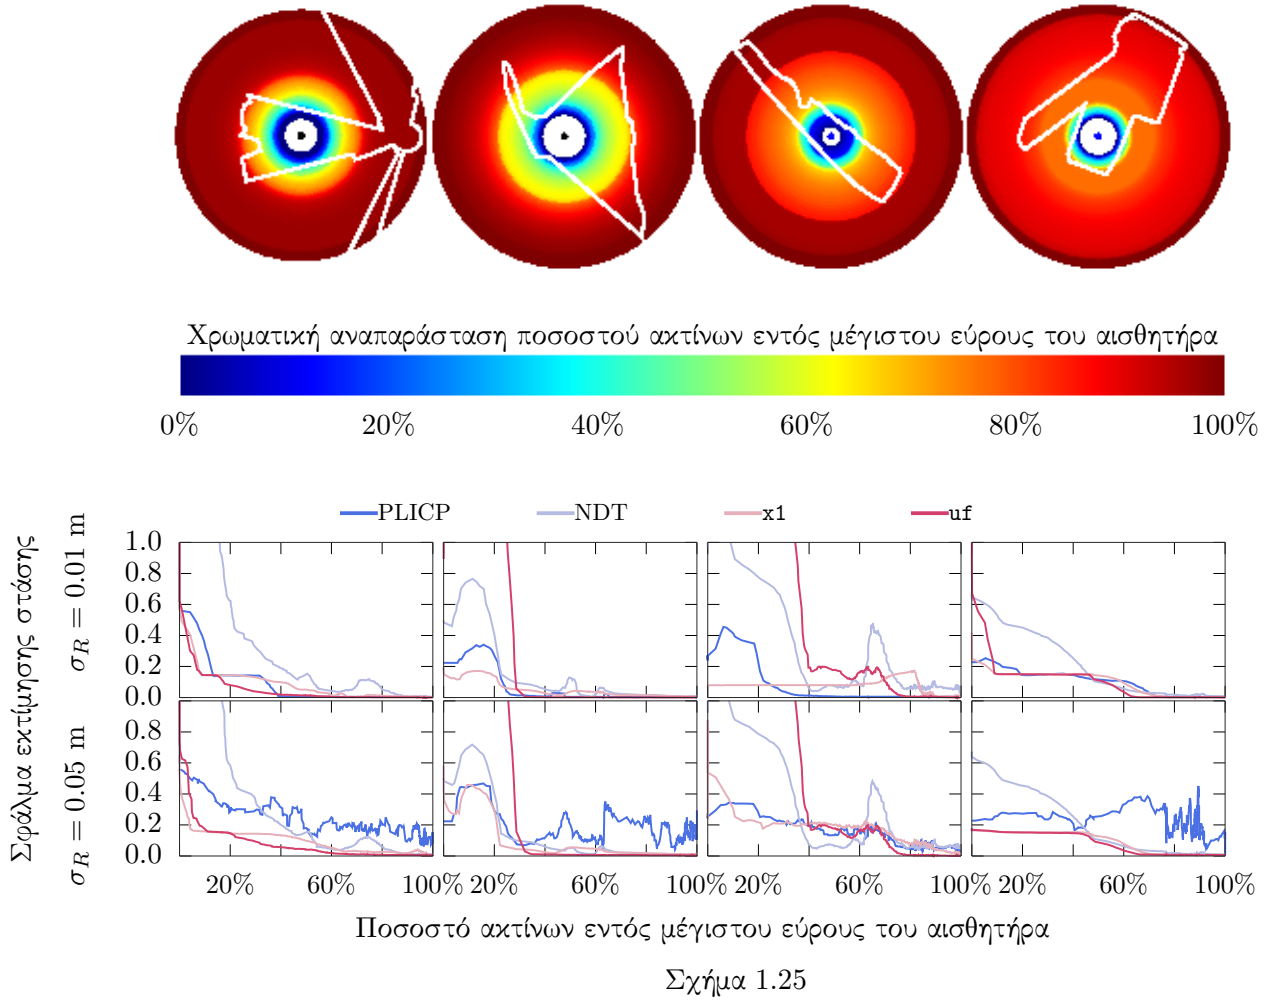 Χρωματική αναπαράσταση ποσοστού ακτίνων εντός μέγιστου εύρους του αισθητήρα
0% 20% 40% 60% 80% 100%
PLICP NDT x1 uf
Σφάλμα εκτίμησης στάσης
σ_R = 0.01 m
1.0
0.8
0.6
0.4
0.2
0.0
σ_R = 0.05 m
0.8
0.6
0.4
0.2
0.0
20% 60% 100% 20% 60% 100% 20% 60% 100% 20% 60% 100%
Ποσοστό ακτίνων εντός μέγιστου εύρους του αισθητήρα
Σχήμα 1.25